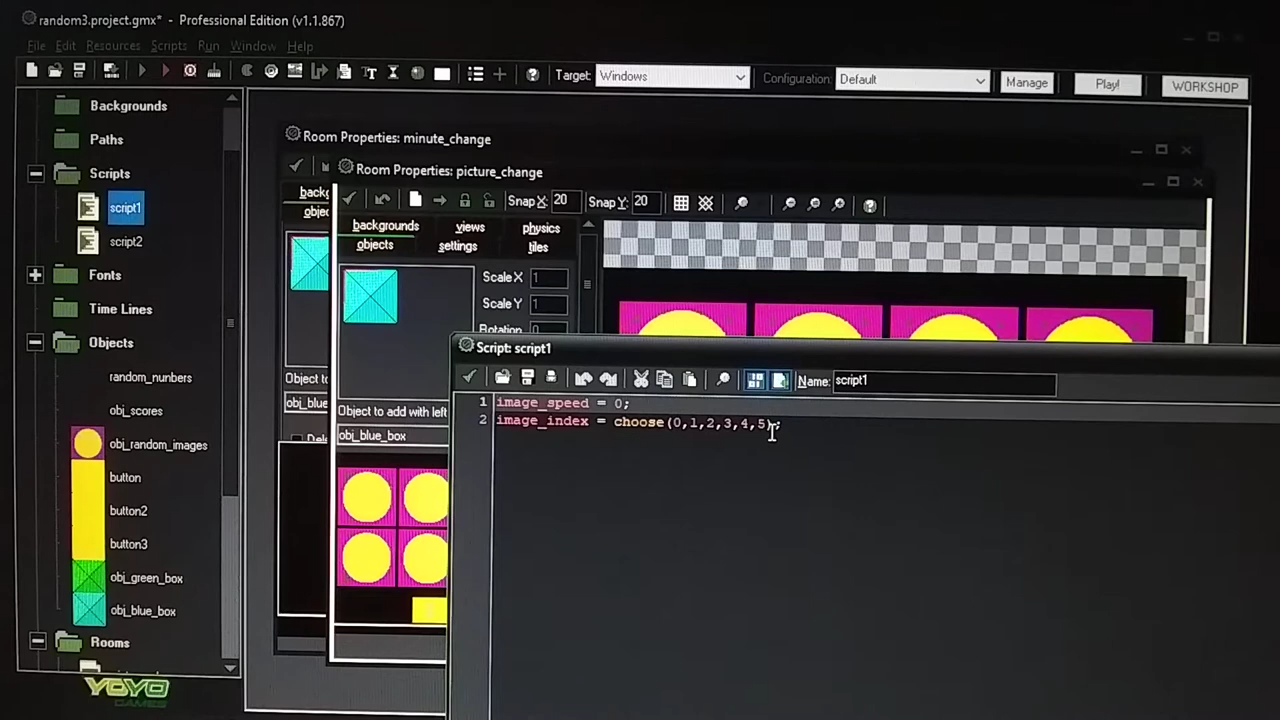 random3.project.gmx* - Professional Edition (v1.1.867)
File Edit Resources Scripts Run Window Help
Target: Windows Configuration: Default Manage Play! WORKSHOP
Backgrounds
Paths
Scripts
script1
script2
Fonts
Time Lines
Objects
random_nunbers
obj_scores
obj_random_images
button
button2
button3
obj_green_box
obj_blue_box
Rooms
YOYO
GAMES
Room Properties: minute_change
Room Properties: picture_change
Snap X: 20 Snap Y: 20
backgrounds views physics
objects settings tiles
Scale X 1
Scale Y 1
Rotation 0
Object to add with left
obj_blue_box
Script: script1
Name: script1
1 image_speed = 0;
2 image_index = choose(0,1,2,3,4,5);